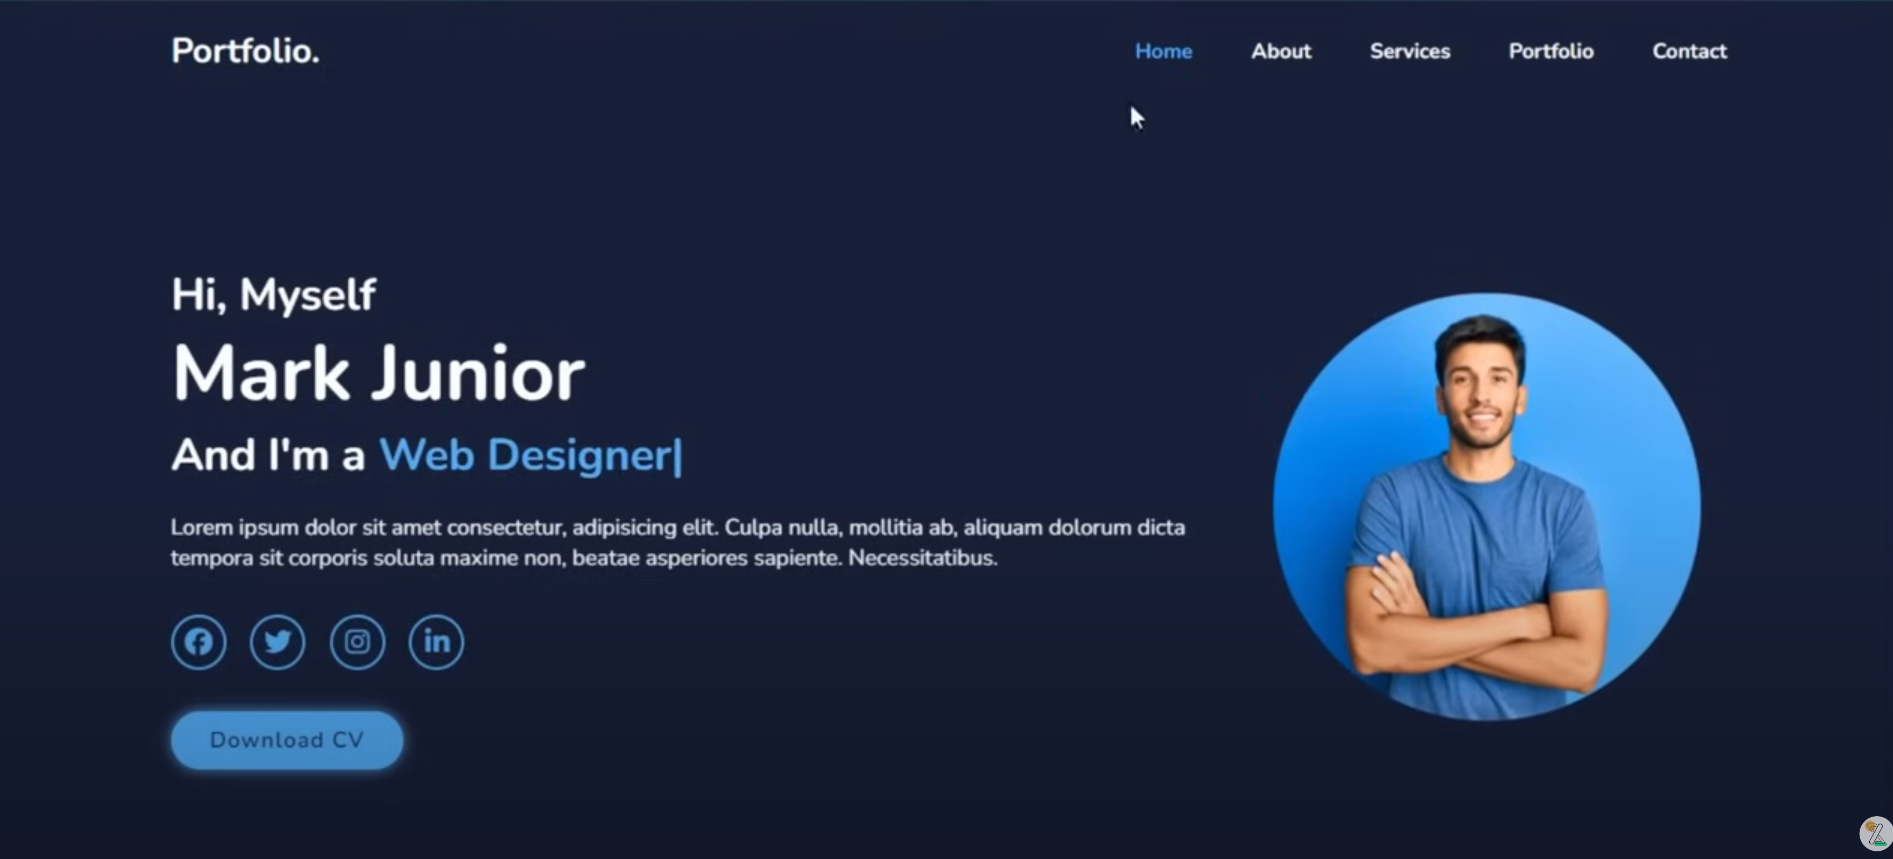 Portfolio.
Home About Services Portfolio Contact
Hi, Myself
Mark Junior
And I'm a Web Designer|
Lorem ipsum dolor sit amet consectetur, adipisicing elit. Culpa nulla, mollitia ab, aliquam dolorum dicta
tempora sit corporis soluta maxime non, beatae asperiores sapiente. Necessitatibus.
Download CV